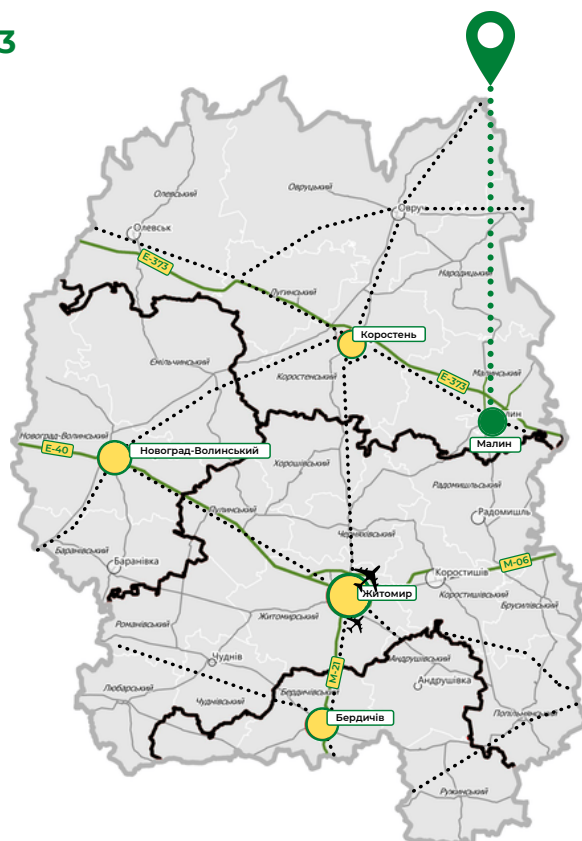 3
Олевський
Овруцький
Овруч
Олевськ
E-373
Народицький
Лугинський
Коростень
Ємільчинський
Коростенський
E-373
Малинський
Малин
Новоград-Волинський
E-40
Новоград-Волинський
Хорошівський
Радомишльський
Пулинський
Радомишль
Черняхівський
Баранівський
Баранівка
M-06
Коростишів
Житомир
Коростишівський
Брусилівський
Житомирський
Романівський
Чуднів
Андрушівський
M-21
Любарський
Чуднівський
Бердичівський
Андрушівка
Бердичів
Попільнянський
Ружинський